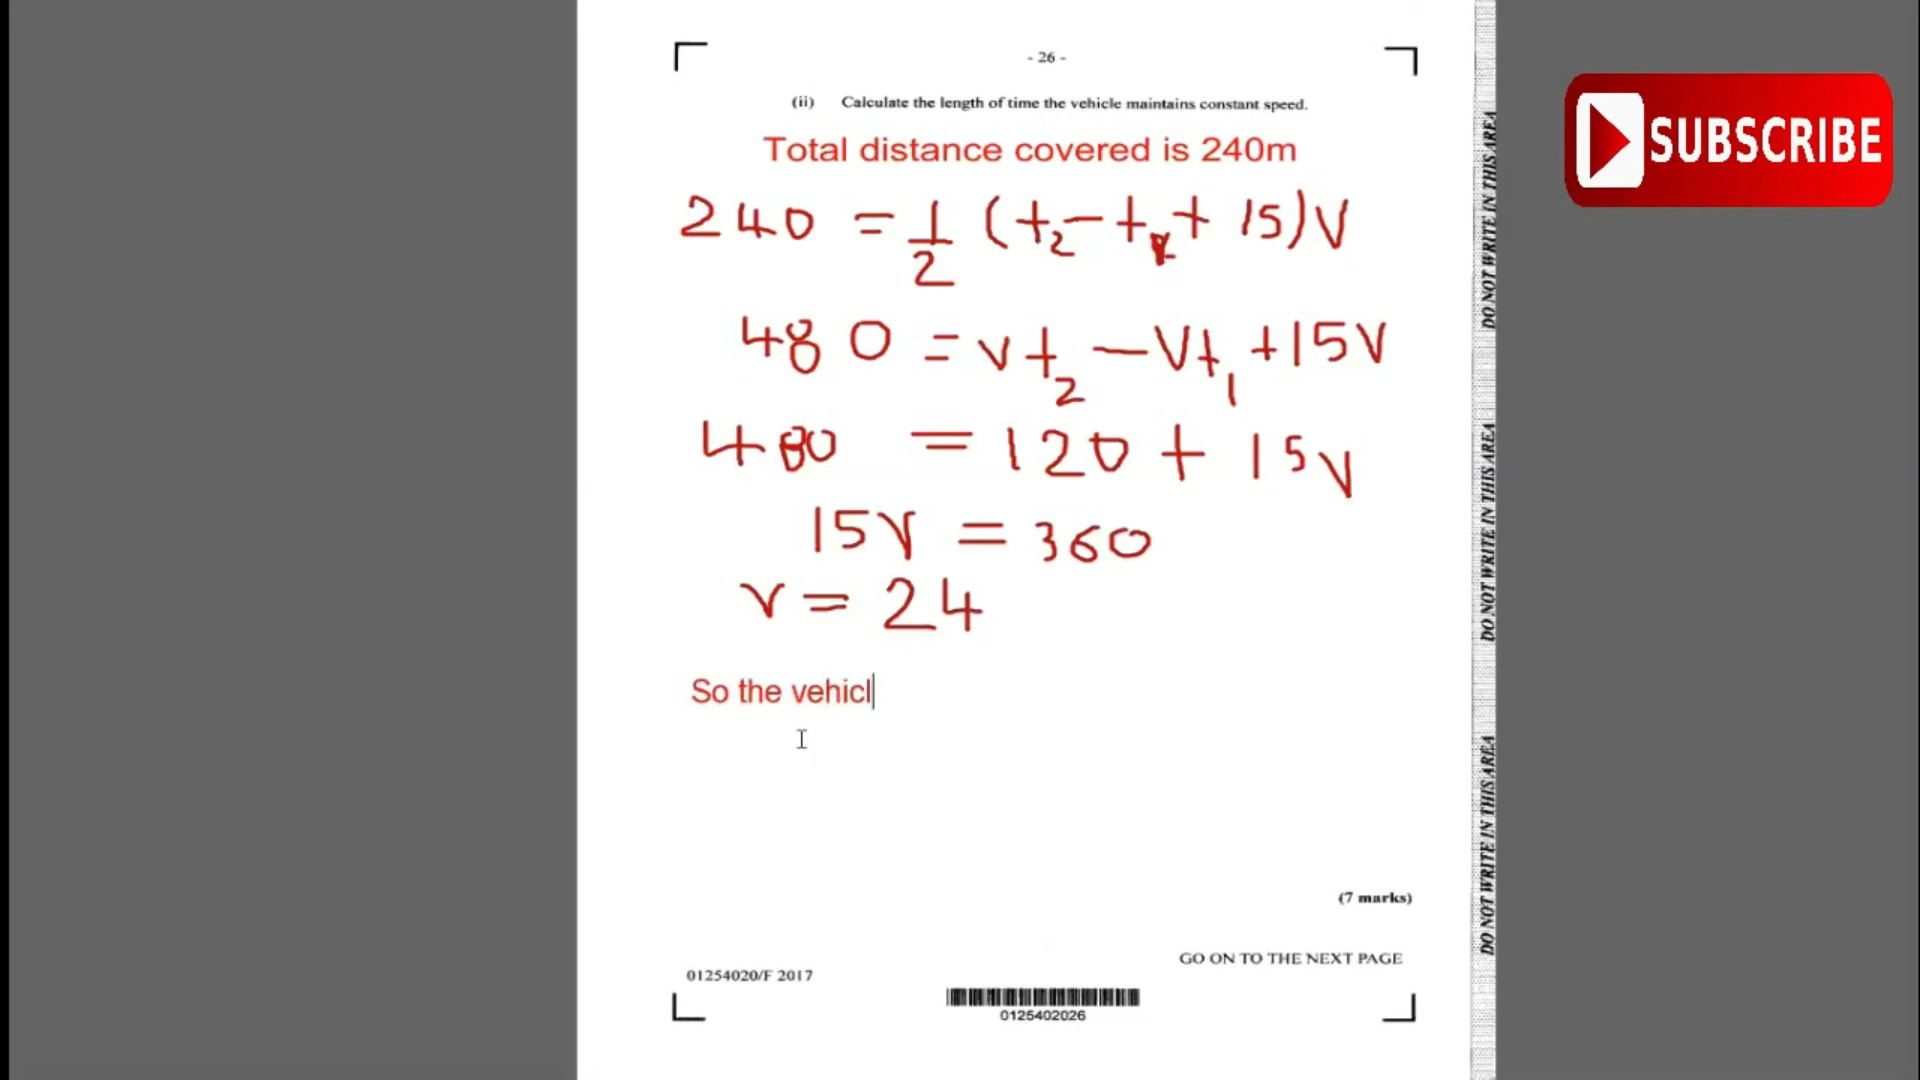 - 26 -
(ii) Calculate the length of time the vehicle maintains constant speed.
Total distance covered is 240m
240 = 1/2 (t₂ - t₁ + 15)V
480 = vt₂ - Vt₁ + 15V
480 = 120 + 15V
15V = 360
v = 24
So the vehicl
(7 marks)
GO ON TO THE NEXT PAGE
01254020/F 2017
0125402026
DO NOT WRITE IN THIS AREA
DO NOT WRITE IN THIS AREA
DO NOT WRITE IN THIS AREA
SUBSCRIBE